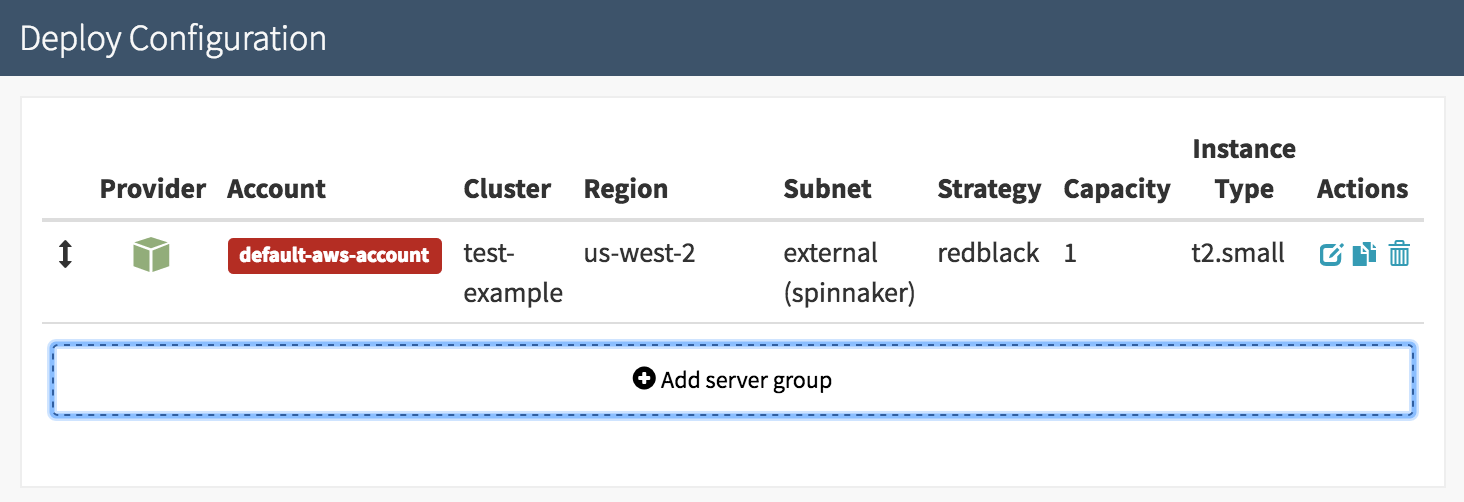 Deploy Configuration
Instance
Provider Account Cluster Region Subnet Strategy Capacity Type Actions
default-aws-account test- us-west-2 external redblack 1 t2.small
example (spinnaker)
Add server group